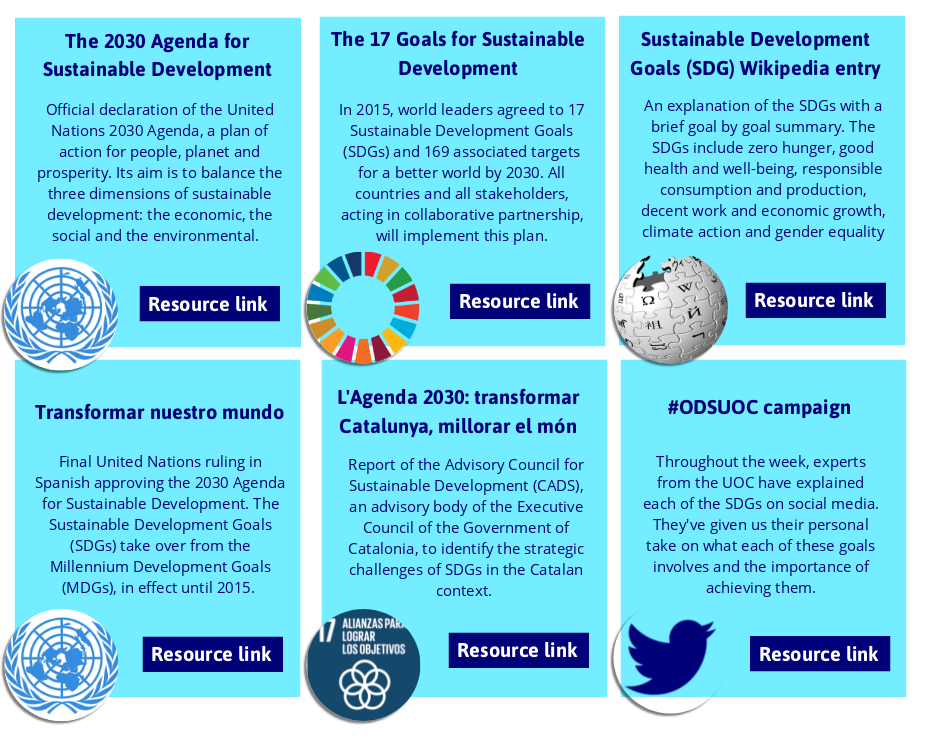 The 2030 Agenda for
Sustainable Development
Official declaration of the United
Nations 2030 Agenda, a plan of
action for people, planet and
prosperity. Its aim is to balance the
three dimensions of sustainable
development: the economic, the
social and the environmental.
Resource link
The 17 Goals for Sustainable
Development
In 2015, world leaders agreed to 17
Sustainable Development Goals
(SDGs) and 169 associated targets
for a better world by 2030. All
countries and all stakeholders,
acting in collaborative partnership,
will implement this plan.
Resource link
Sustainable Development
Goals (SDG) Wikipedia entry
An explanation of the SDGs with a
brief goal by goal summary. The
SDGs include zero hunger, good
health and well-being, responsible
consumption and production,
decent work and economic growth,
climate action and gender equality
Ω
W
И
Resource link
Transformar nuestro mundo
Final United Nations ruling in
Spanish approving the 2030 Agenda
for Sustainable Development. The
Sustainable Development Goals
(SDGs) take over from the
Millennium Development Goals
(MDGs), in effect until 2015.
Resource link
L'Agenda 2030: transformar
Catalunya, millorar el món
Report of the Advisory Council for
Sustainable Development (CADS),
an advisory body of the Executive
Council of the Government of
Catalonia, to identify the strategic
challenges of SDGs in the Catalan
context.
17 ALIANZAS PARA
LOGRAR
LOS OBJETIVOS
Resource link
#ODSUOC campaign
Throughout the week, experts
from the UOC have explained
each of the SDGs on social media.
They've given us their personal
take on what each of these goals
involves and the importance of
achieving them.
Resource link